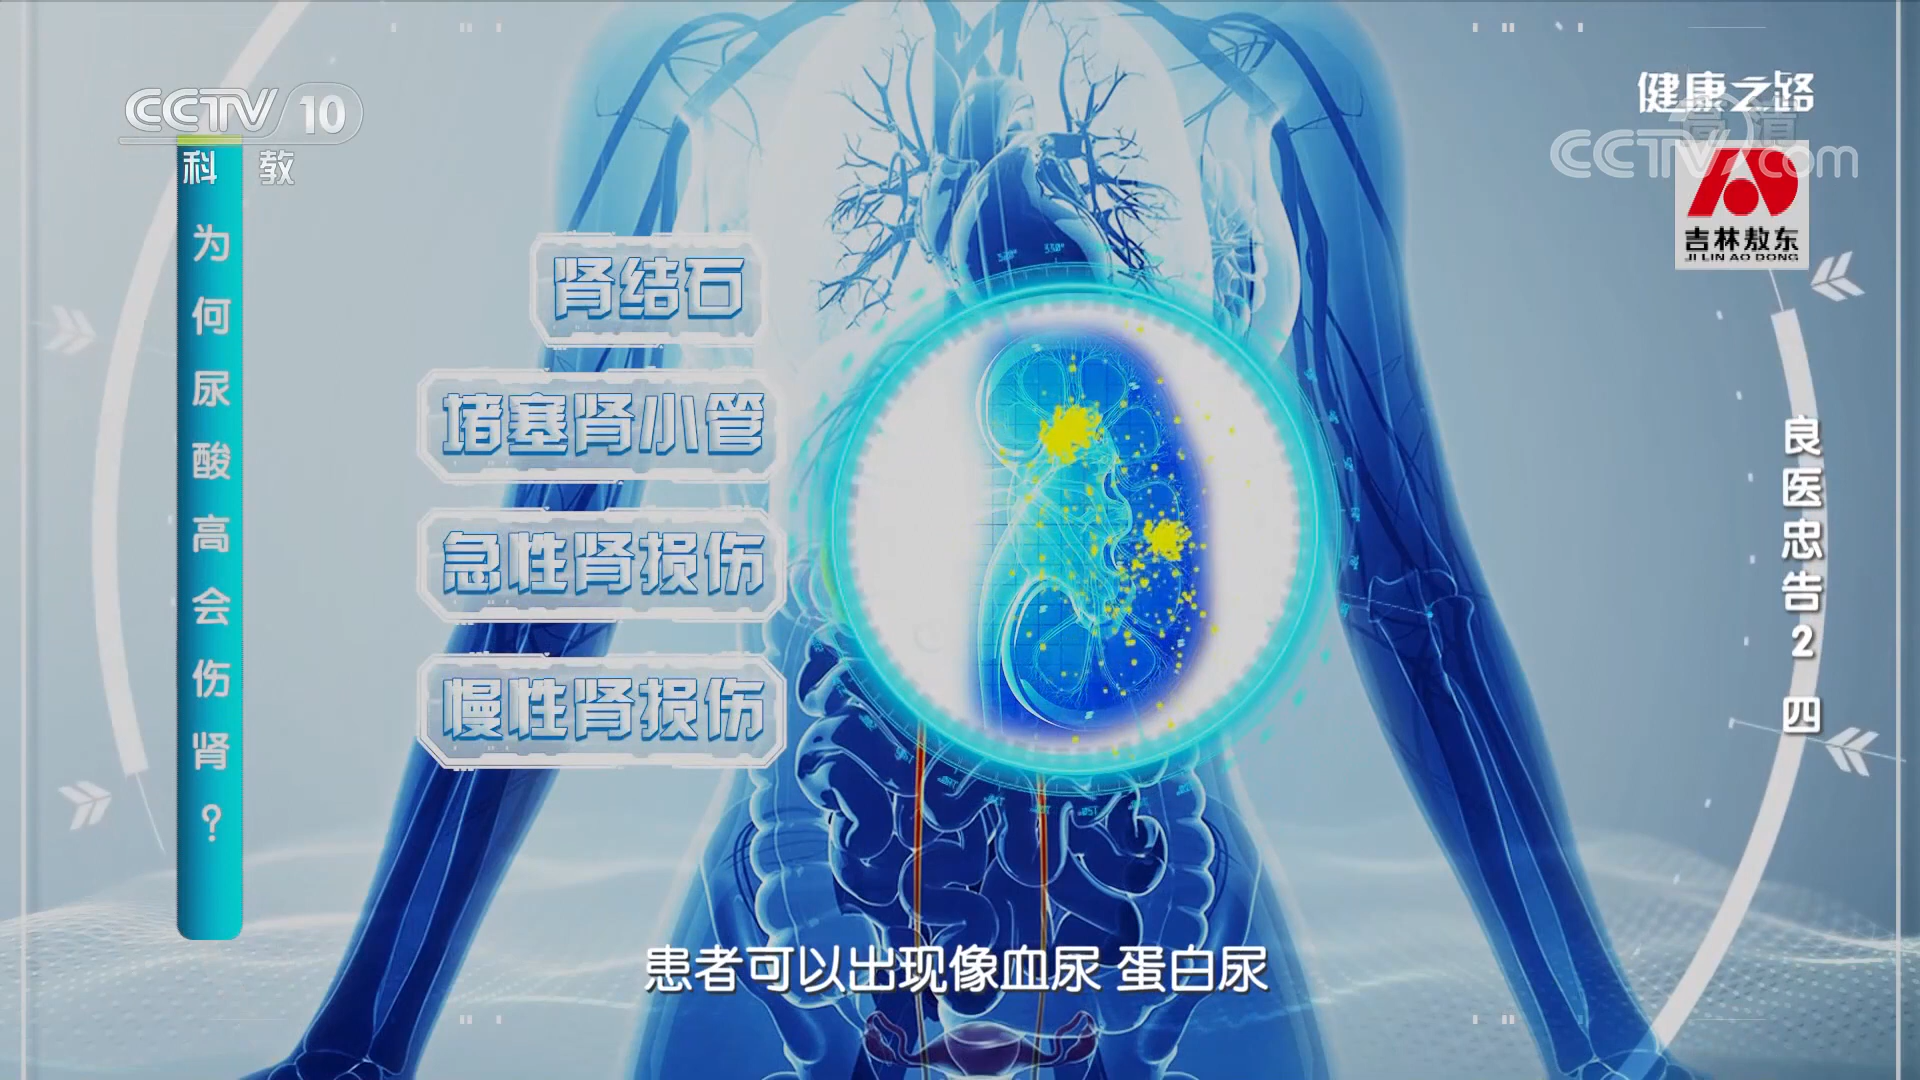 CCTV 10
科 教
健康之路
高清
CCTV.com
吉林敖东
JI LIN AO DONG
为何尿酸高会伤肾?
肾结石
堵塞肾小管
急性肾损伤
慢性肾损伤
良医忠告2 四
患者可以出现像血尿 蛋白尿